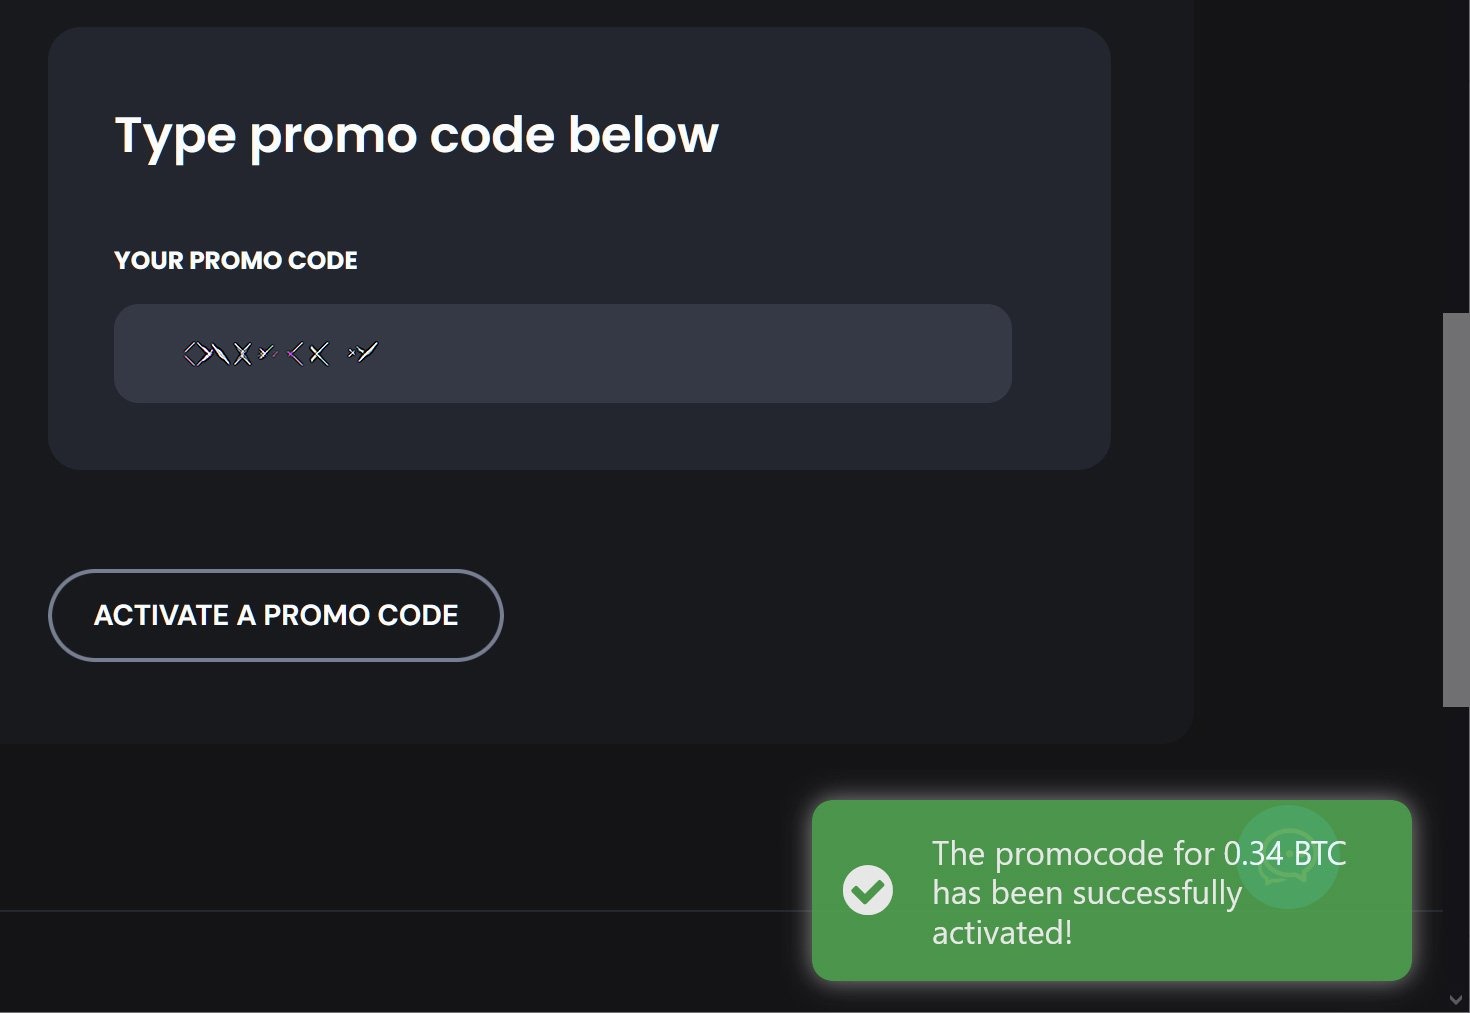 Type promo code below
YOUR PROMO CODE
ACTIVATE A PROMO CODE
The promocode for 0.34 BTC
has been successfully
activated!